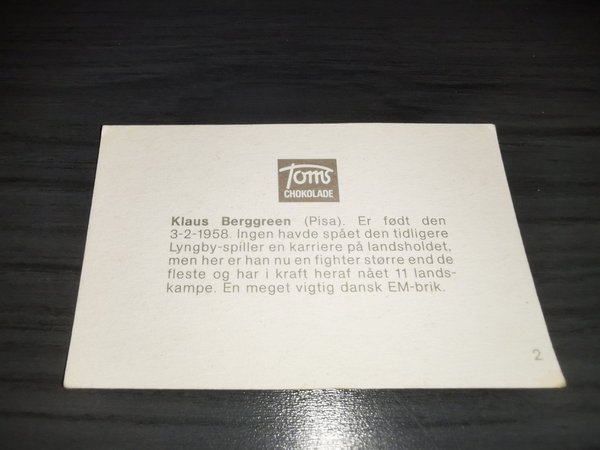 Toms
CHOKOLADE
Klaus Berggreen (Pisa). Er født den
3-2-1958. Ingen havde spået den tidligere
Lyngby-spiller en karriere på landsholdet,
men her er han nu en fighter større end de
fleste og har i kraft heraf nået 11 lands-
kampe. En meget vigtig dansk EM-brik.
2